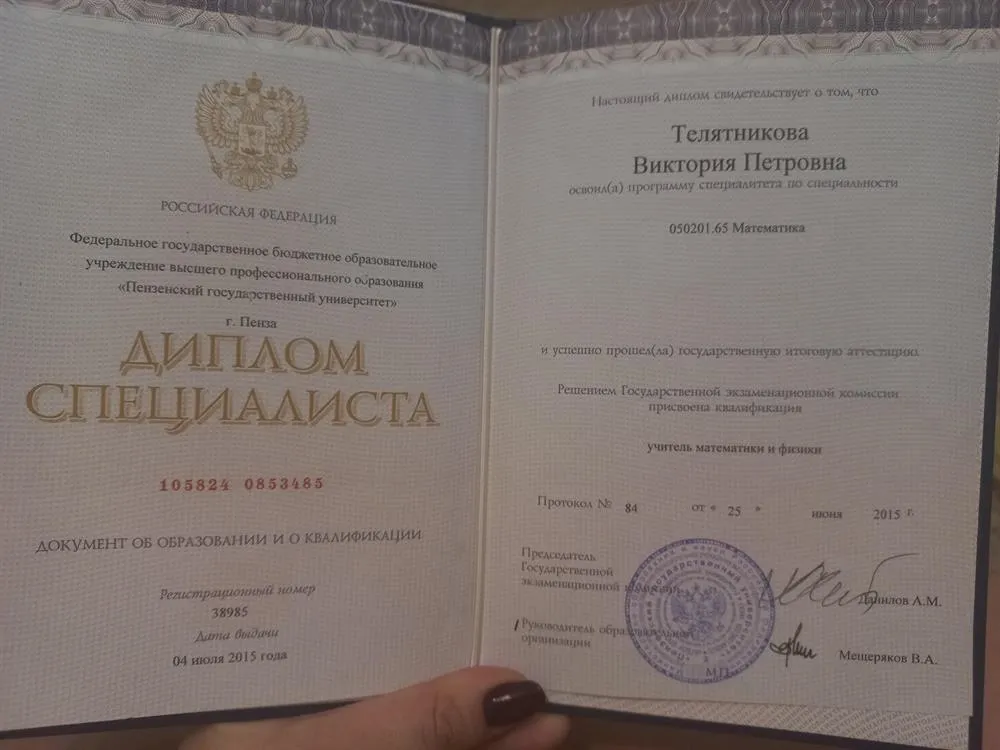 РОССИЙСКАЯ ФЕДЕРАЦИЯ
Федеральное государственное бюджетное образовательное
учреждение высшего профессионального образования
«Пензенский государственный университет»
г. Пенза
ДИПЛОМ
СПЕЦИАЛИСТА
105824 0853485
ДОКУМЕНТ ОБ ОБРАЗОВАНИИ И О КВАЛИФИКАЦИИ
Регистрационный номер
38985
Дата выдачи
04 июля 2015 года
Настоящий диплом свидетельствует о том, что
Телятникова
Виктория Петровна
освоил(а) программу специалитета по специальности
050201.65 Математика
и успешно прошел(ла) государственную итоговую аттестацию.
Решением Государственной экзаменационной комиссии
присвоена квалификация
учитель математики и физики
Протокол № 84 от « 25 » июня 2015 г.
Председатель
Государственной
экзаменационной комиссии
Данилов А.М.
Руководитель образовательной
организации
Мещеряков В.А.
М.П.